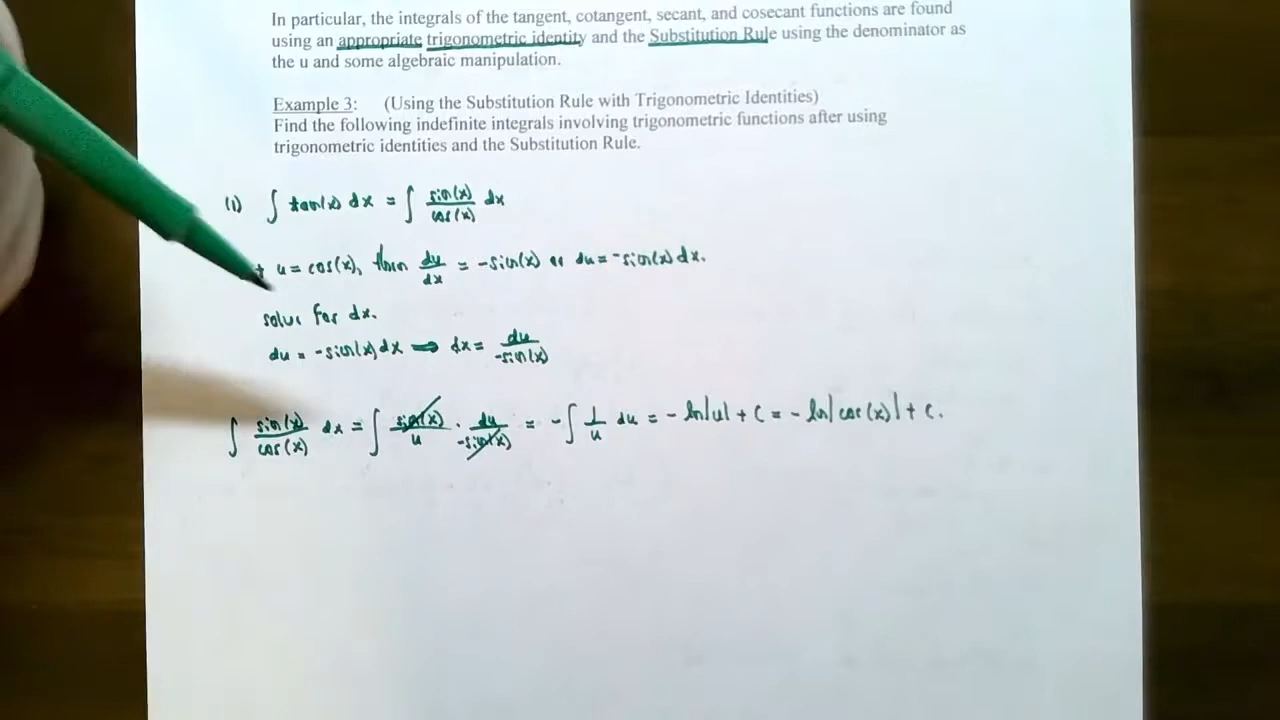 In particular, the integrals of the tangent, cotangent, secant, and cosecant functions are found
using an appropriate trigonometric identity and the Substitution Rule using the denominator as
the u and some algebraic manipulation.
Example 3: (Using the Substitution Rule with Trigonometric Identities)
Find the following indefinite integrals involving trigonometric functions after using
trigonometric identities and the Substitution Rule.
(1) ∫ tan(x) dx = ∫ sin(x)/cos(x) dx
u = cos(x), then du/dx = -sin(x) or du = -sin(x) dx.
solve for dx.
du = -sin(x) dx ⟹ dx = du/-sin(x)
∫ sin(x)/cos(x) dx = ∫ sin(x)/u · du/-sin(x) = -∫ 1/u du = - ln|u| + C = - ln|cos(x)| + C.